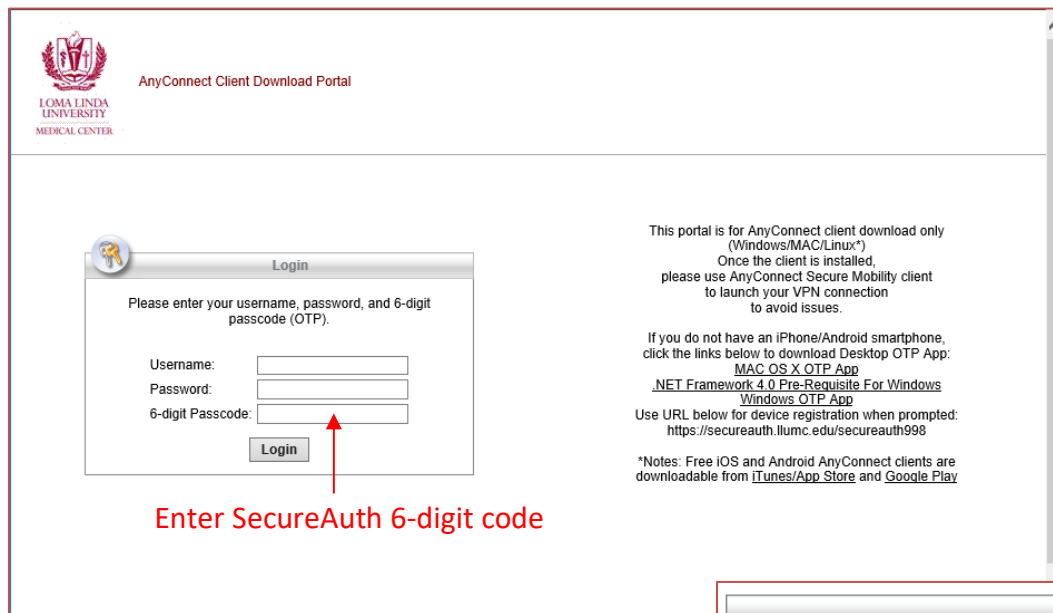 LOMA LINDA
UNIVERSITY
MEDICAL CENTER
AnyConnect Client Download Portal
Login
Please enter your username, password, and 6-digit
passcode (OTP).
Username:
Password:
6-digit Passcode:
Login
Enter SecureAuth 6-digit code
This portal is for AnyConnect client download only
(Windows/MAC/Linux*)
Once the client is installed,
please use AnyConnect Secure Mobility client
to launch your VPN connection
to avoid issues.
If you do not have an iPhone/Android smartphone,
click the links below to download Desktop OTP App:
MAC OS X OTP App
.NET Framework 4.0 Pre-Requisite For Windows
Windows OTP App
Use URL below for device registration when prompted:
https://secureauth.llumc.edu/secureauth998
*Notes: Free iOS and Android AnyConnect clients are
downloadable from iTunes/App Store and Google Play